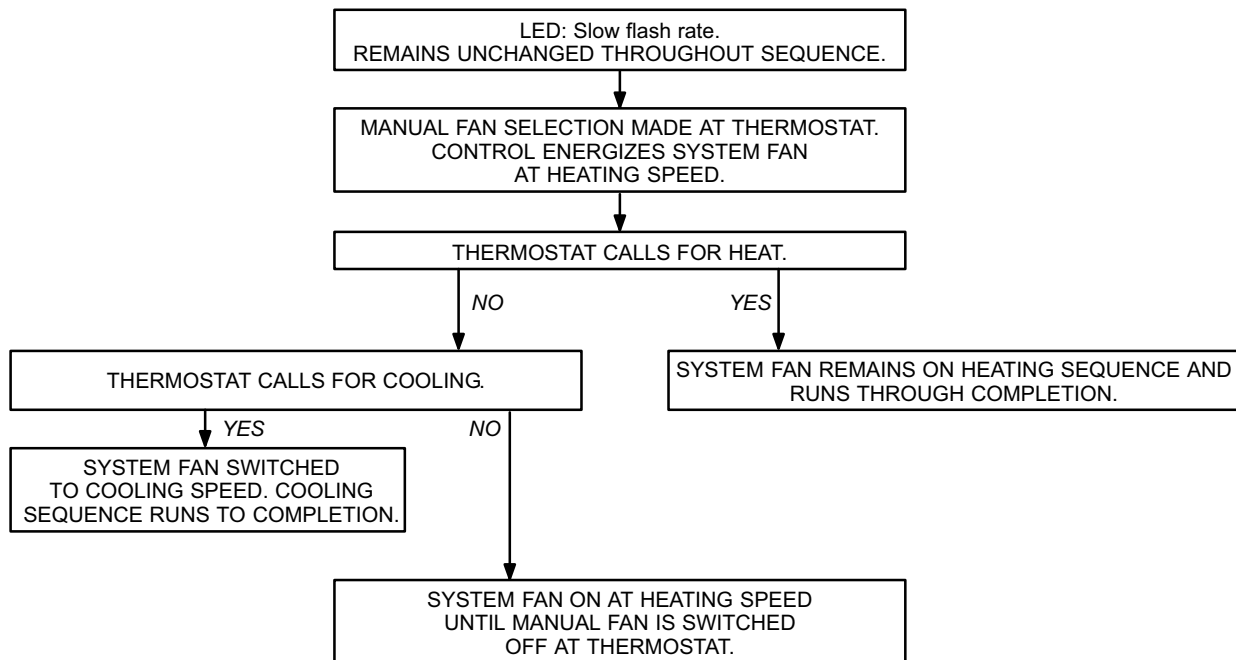 LED: Slow flash rate.
REMAINS UNCHANGED THROUGHOUT SEQUENCE.
MANUAL FAN SELECTION MADE AT THERMOSTAT.
CONTROL ENERGIZES SYSTEM FAN
AT HEATING SPEED.
THERMOSTAT CALLS FOR HEAT.
NO
YES
THERMOSTAT CALLS FOR COOLING.
SYSTEM FAN REMAINS ON HEATING SEQUENCE AND
RUNS THROUGH COMPLETION.
YES
NO
SYSTEM FAN SWITCHED
TO COOLING SPEED. COOLING
SEQUENCE RUNS TO COMPLETION.
SYSTEM FAN ON AT HEATING SPEED
UNTIL MANUAL FAN IS SWITCHED
OFF AT THERMOSTAT.